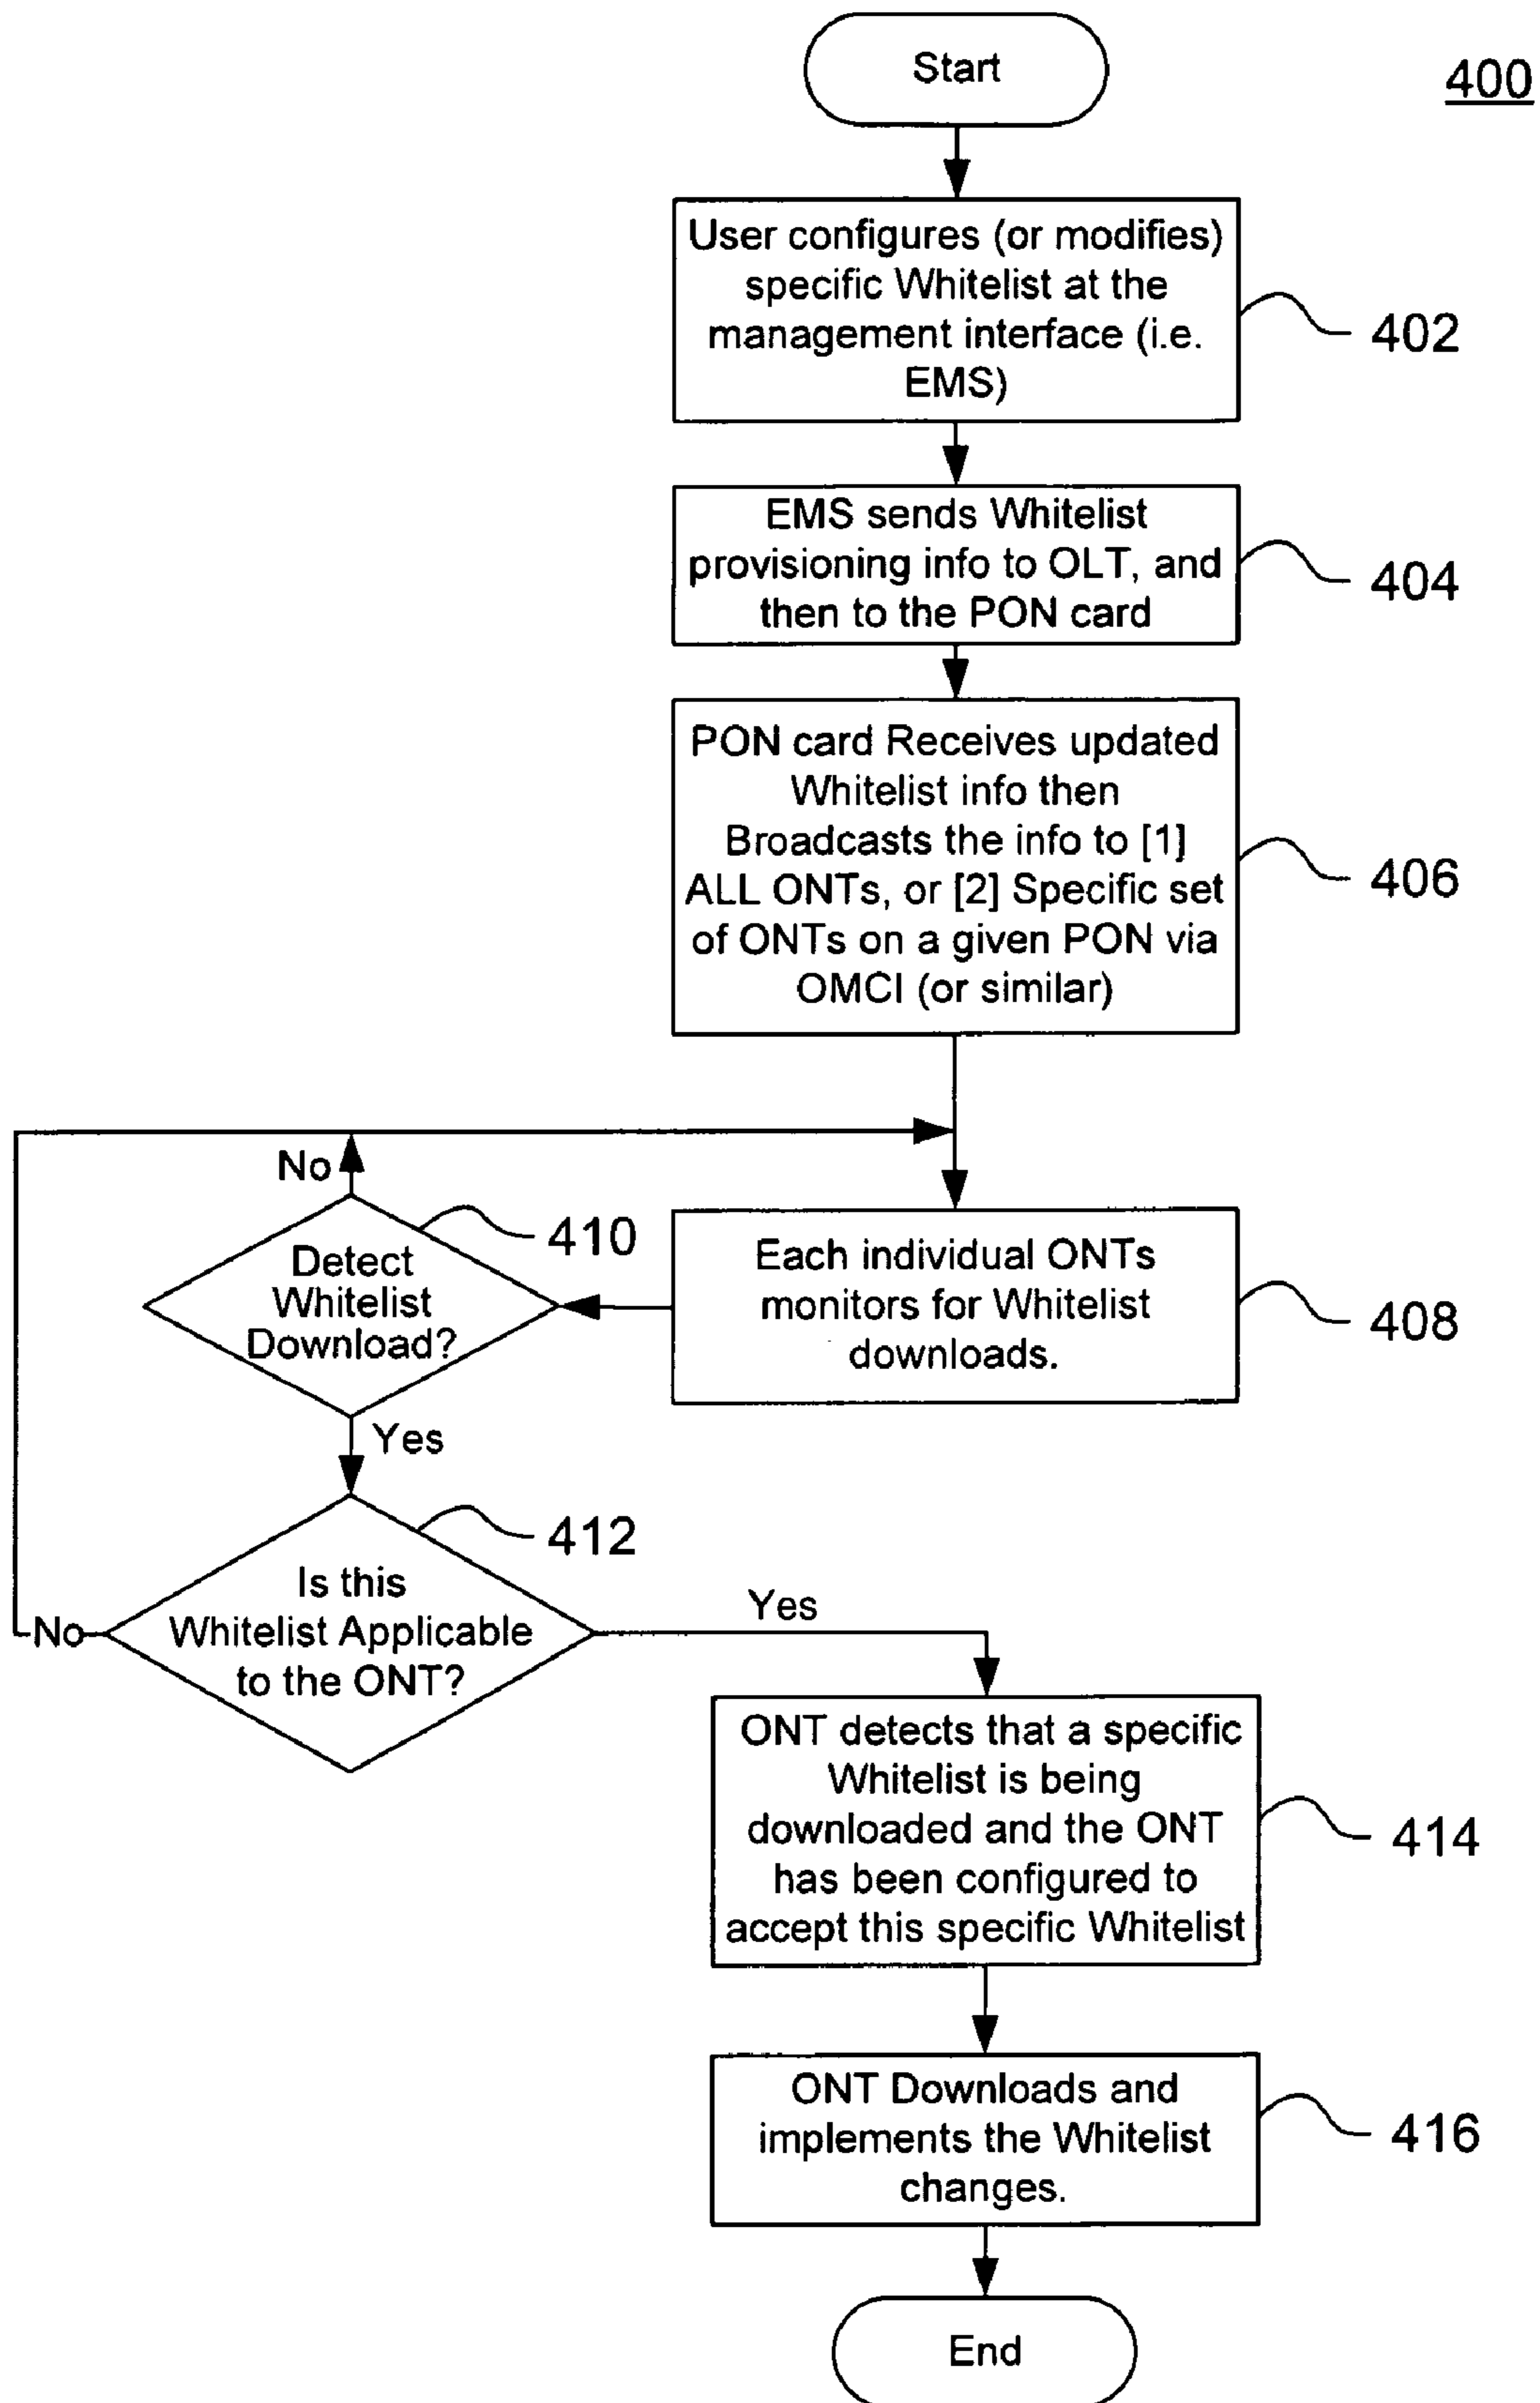 Start
400
User configures (or modifies)
specific Whitelist at the
management interface (i.e.
EMS)
402
EMS sends Whitelist
provisioning info to OLT, and
then to the PON card
404
PON card Receives updated
Whitelist info then
Broadcasts the info to [1]
ALL ONTs, or [2] Specific set
of ONTs on a given PON via
OMCI (or similar)
406
No
410
Detect
Whitelist
Download?
Each individual ONTs
monitors for Whitelist
downloads.
408
Yes
412
Is this
Whitelist Applicable
to the ONT?
No
Yes
ONT detects that a specific
Whitelist is being
downloaded and the ONT
has been configured to
accept this specific Whitelist
414
ONT Downloads and
implements the Whitelist
changes.
416
End